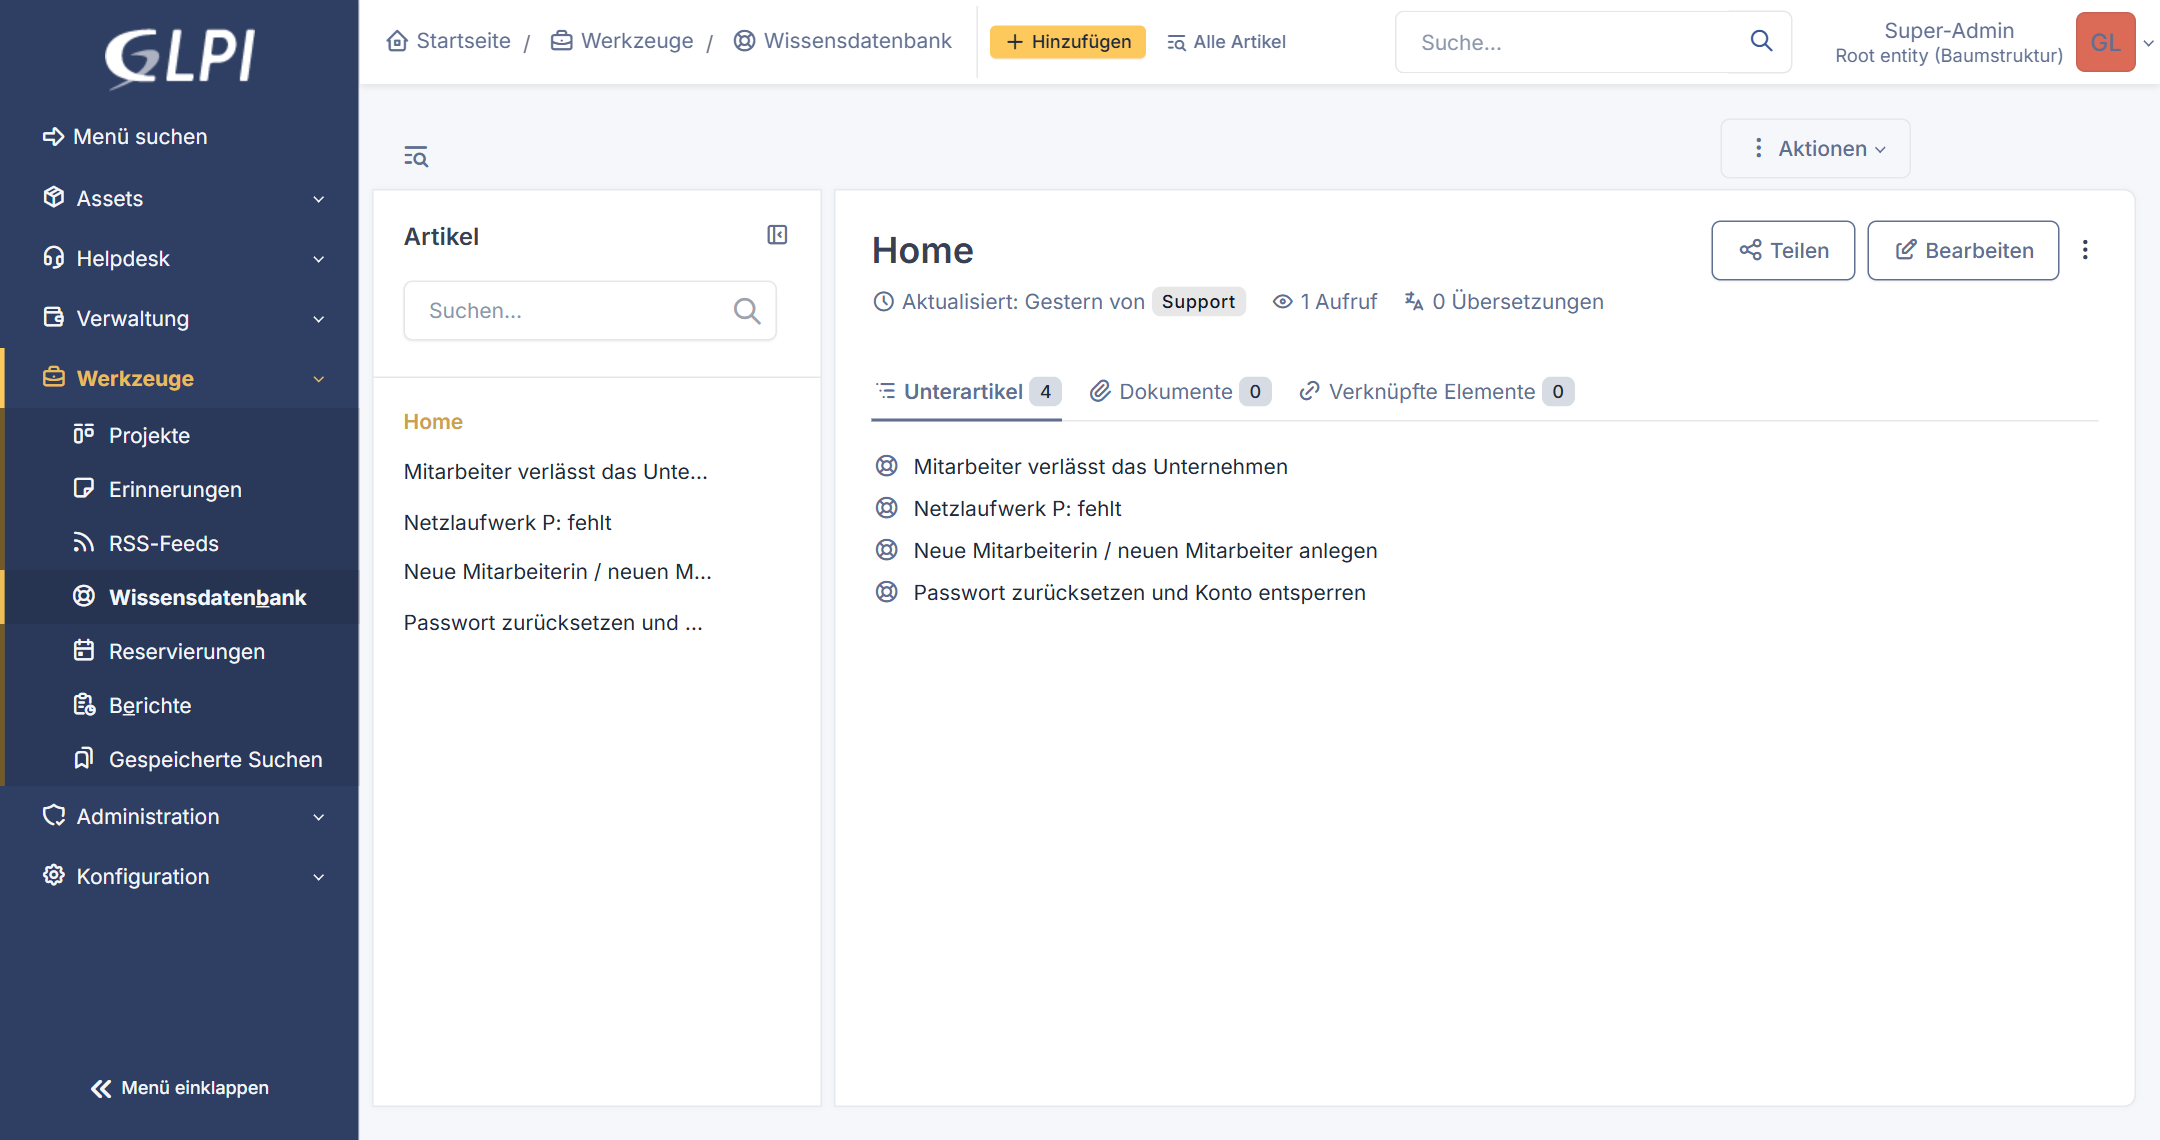 GLPI
Menü suchen
Assets
Helpdesk
Verwaltung
Werkzeuge
Projekte
Erinnerungen
RSS-Feeds
Wissensdatenbank
Reservierungen
Berichte
Gespeicherte Suchen
Administration
Konfiguration
Menü einklappen
Startseite / Werkzeuge / Wissensdatenbank
Hinzufügen
Alle Artikel
Suche...
Super-Admin
Root entity (Baumstruktur)
GL
Aktionen
Artikel
Suchen...
Home
Mitarbeiter verlässt das Unte...
Netzlaufwerk P: fehlt
Neue Mitarbeiterin / neuen M...
Passwort zurücksetzen und ...
Home
Teilen
Bearbeiten
Aktualisiert: Gestern von Support 1 Aufruf 0 Übersetzungen
Unterartikel 4 Dokumente 0 Verknüpfte Elemente 0
Mitarbeiter verlässt das Unternehmen
Netzlaufwerk P: fehlt
Neue Mitarbeiterin / neuen Mitarbeiter anlegen
Passwort zurücksetzen und Konto entsperren